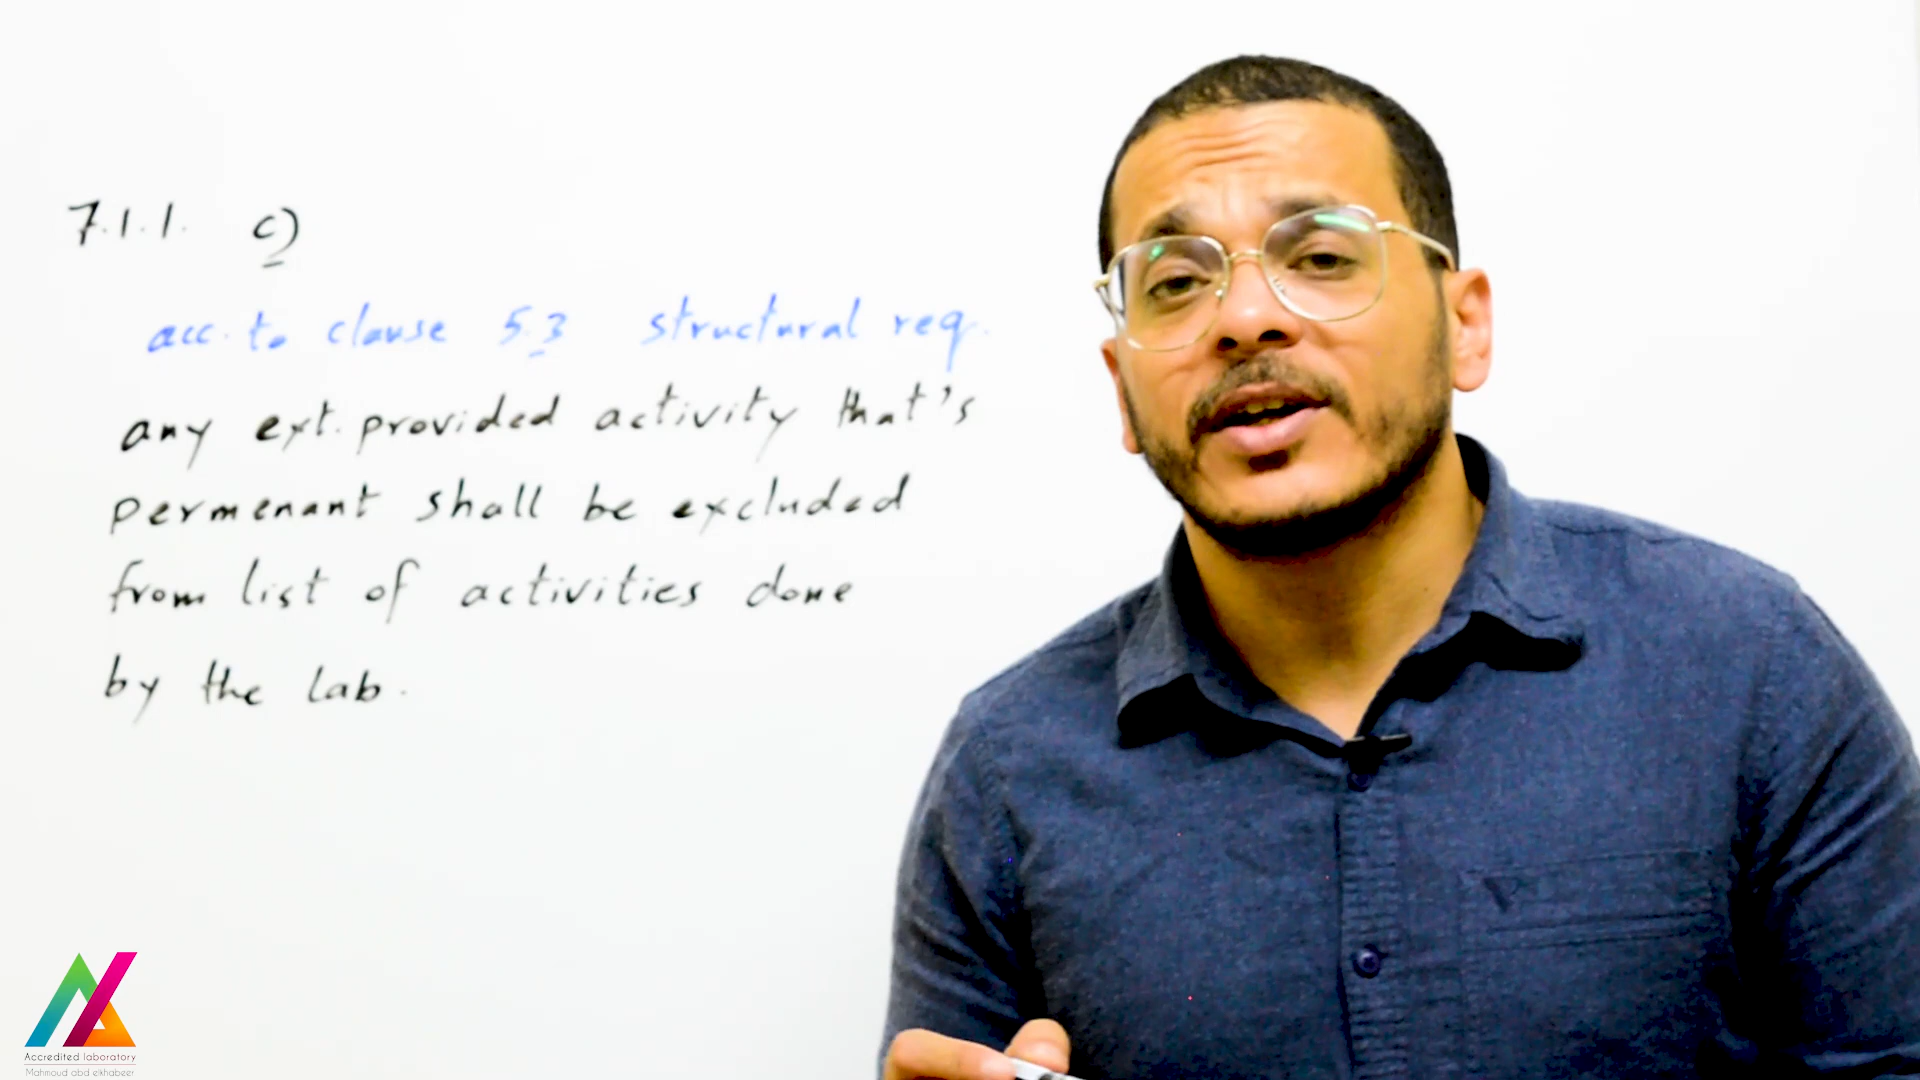 7.1.1. c)
acc. to clause 5.3 structural req.
any ext. provided activity that's
permenant shall be excluded
from list of activities done
by the lab.
Accredited laboratory
Mahmoud abd elkhabeer